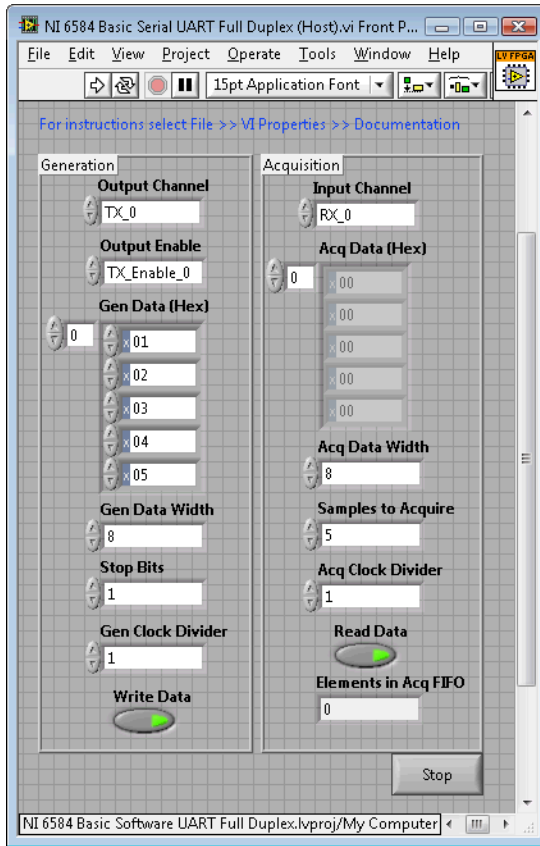 NI 6584 Basic Serial UART Full Duplex (Host).vi Front P...
File Edit View Project Operate Tools Window Help
LV FPGA
15pt Application Font
For instructions select File >> VI Properties >> Documentation
Generation
Output Channel
TX_0
Output Enable
TX_Enable_0
Gen Data (Hex)
0
x 01
x 02
x 03
x 04
x 05
Gen Data Width
8
Stop Bits
1
Gen Clock Divider
1
Write Data
Acquisition
Input Channel
RX_0
Acq Data (Hex)
0
x 00
x 00
x 00
x 00
x 00
Acq Data Width
8
Samples to Acquire
5
Acq Clock Divider
1
Read Data
Elements in Acq FIFO
0
Stop
NI 6584 Basic Software UART Full Duplex.lvproj/My Computer